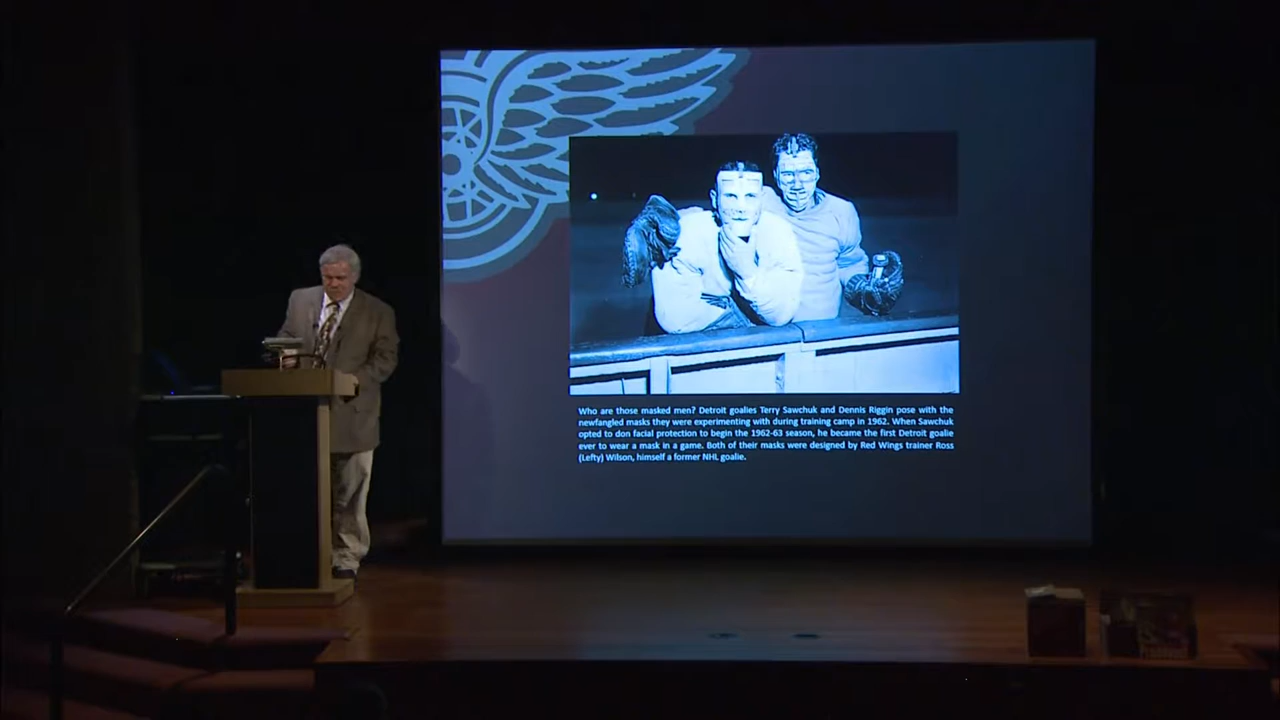 Who are those masked men? Detroit goalies Terry Sawchuk and Dennis Riggin pose with the
newfangled masks they were experimenting with during training camp in 1962. When Sawchuk
opted to don facial protection to begin the 1962-63 season, he became the first Detroit goalie
ever to wear a mask in a game. Both of their masks were designed by Red Wings trainer Ross
(Lefty) Wilson, himself a former NHL goalie.